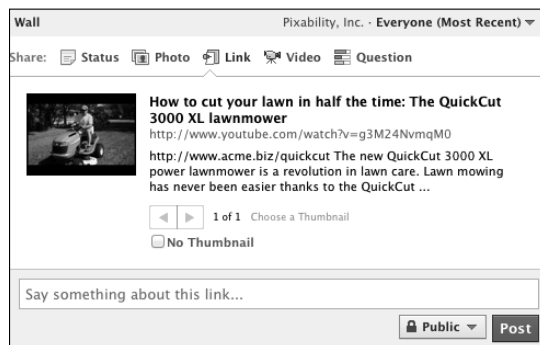 Wall Pixability, Inc. · Everyone (Most Recent)
Share: Status Photo Link Video Question
How to cut your lawn in half the time: The QuickCut
3000 XL lawnmower
http://www.youtube.com/watch?v=g3M24NvmqM0
http://www.acme.biz/quickcut The new QuickCut 3000 XL
power lawnmower is a revolution in lawn care. Lawn mowing
has never been easier thanks to the QuickCut ...
1 of 1 Choose a Thumbnail
No Thumbnail
Say something about this link...
Public Post